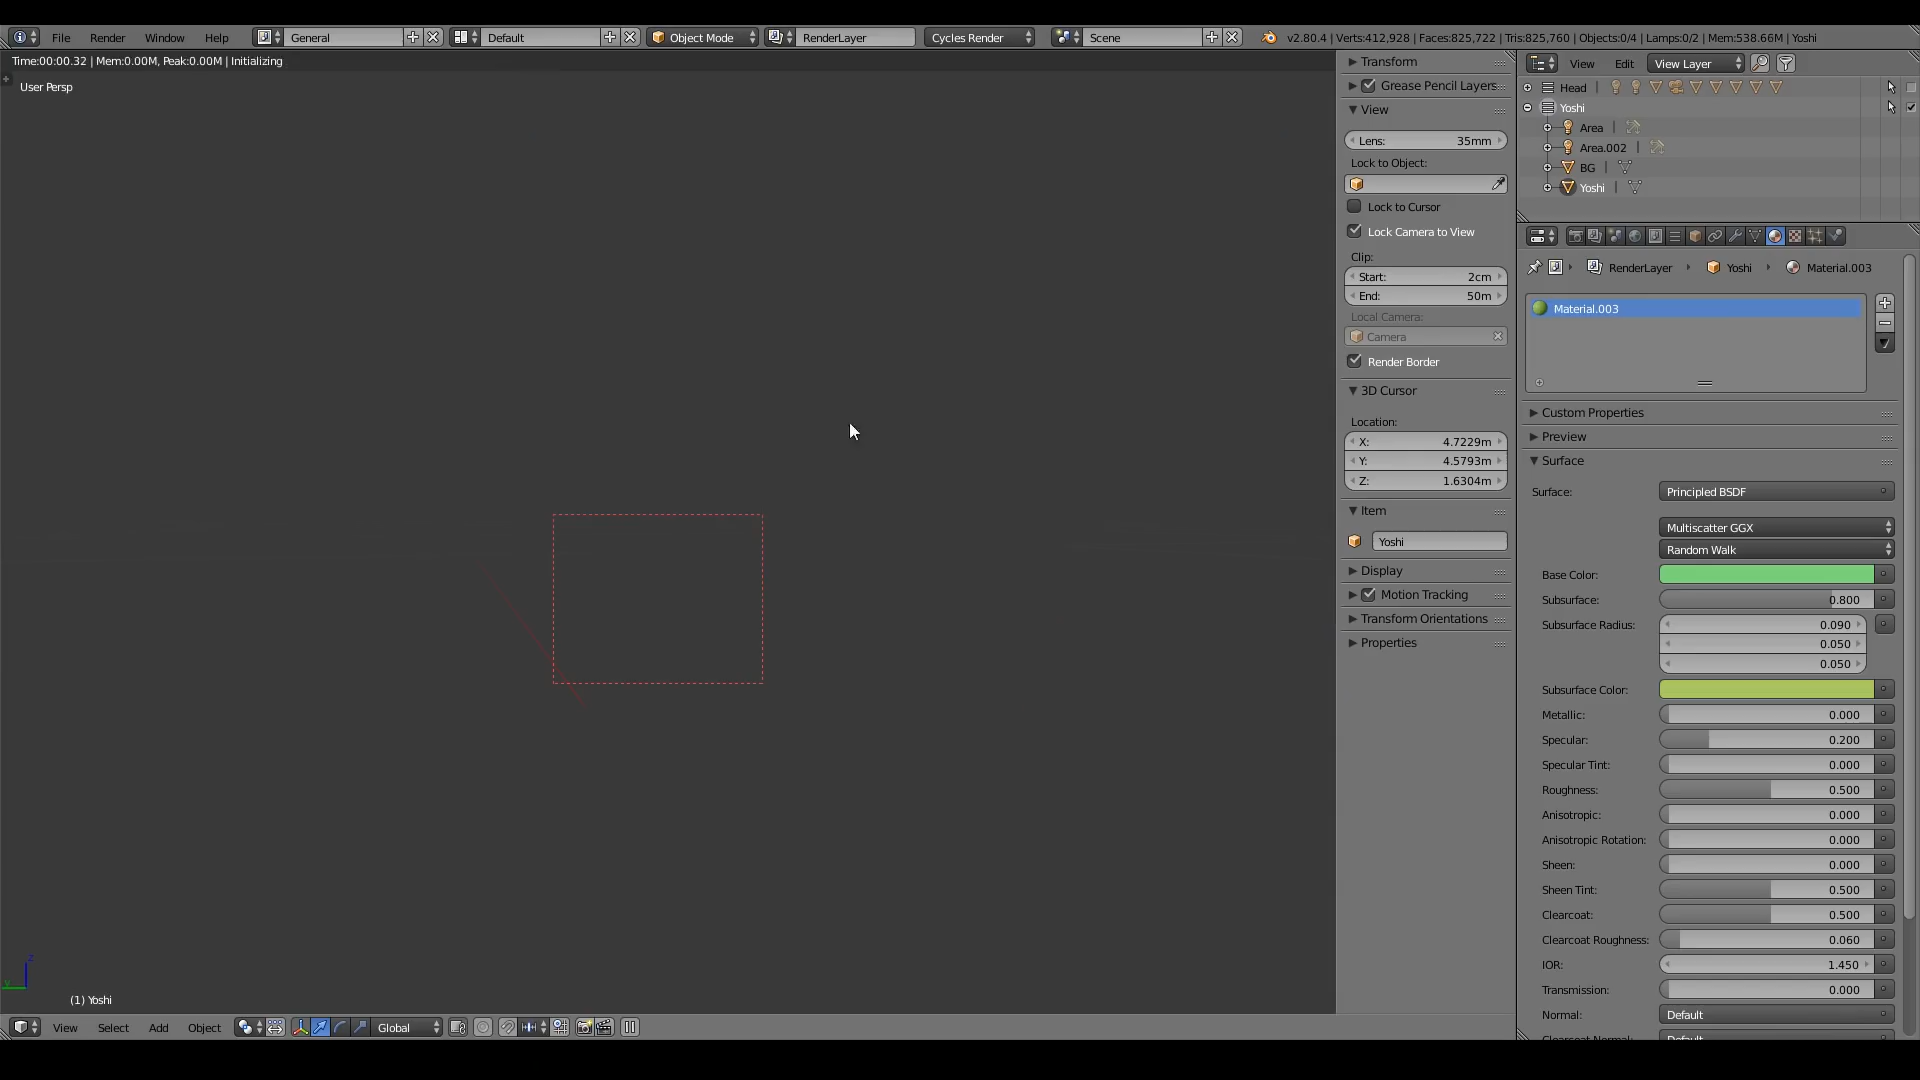 File Render Window Help General Default Object Mode RenderLayer Cycles Render Scene v2.80.4 | Verts:412,928 | Faces:825,722 | Tris:825,760 | Objects:0/4 | Lamps:0/2 | Mem:538.66M | Yoshi
Time:00:00.32 | Mem:0.00M, Peak:0.00M | Initializing
User Persp
z
y
(1) Yoshi
View Select Add Object Global
Transform
Grease Pencil Layers
View
Lens: 35mm
Lock to Object:
Lock to Cursor
Lock Camera to View
Clip:
Start: 2cm
End: 50m
Local Camera:
Camera
Render Border
3D Cursor
Location:
X: 4.7229m
Y: 4.5793m
Z: 1.6304m
Item
Yoshi
Display
Motion Tracking
Transform Orientations
Properties
View Edit View Layer
Head
Yoshi
Area
Area.002
BG
Yoshi
RenderLayer Yoshi Material.003
Material.003
Custom Properties
Preview
Surface
Surface: Principled BSDF
Multiscatter GGX
Random Walk
Base Color:
Subsurface: 0.800
Subsurface Radius: 0.090
0.050
0.050
Subsurface Color:
Metallic: 0.000
Specular: 0.200
Specular Tint: 0.000
Roughness: 0.500
Anisotropic: 0.000
Anisotropic Rotation: 0.000
Sheen: 0.000
Sheen Tint: 0.500
Clearcoat: 0.500
Clearcoat Roughness: 0.060
IOR: 1.450
Transmission: 0.000
Normal: Default
Clearcoat Normal: Default